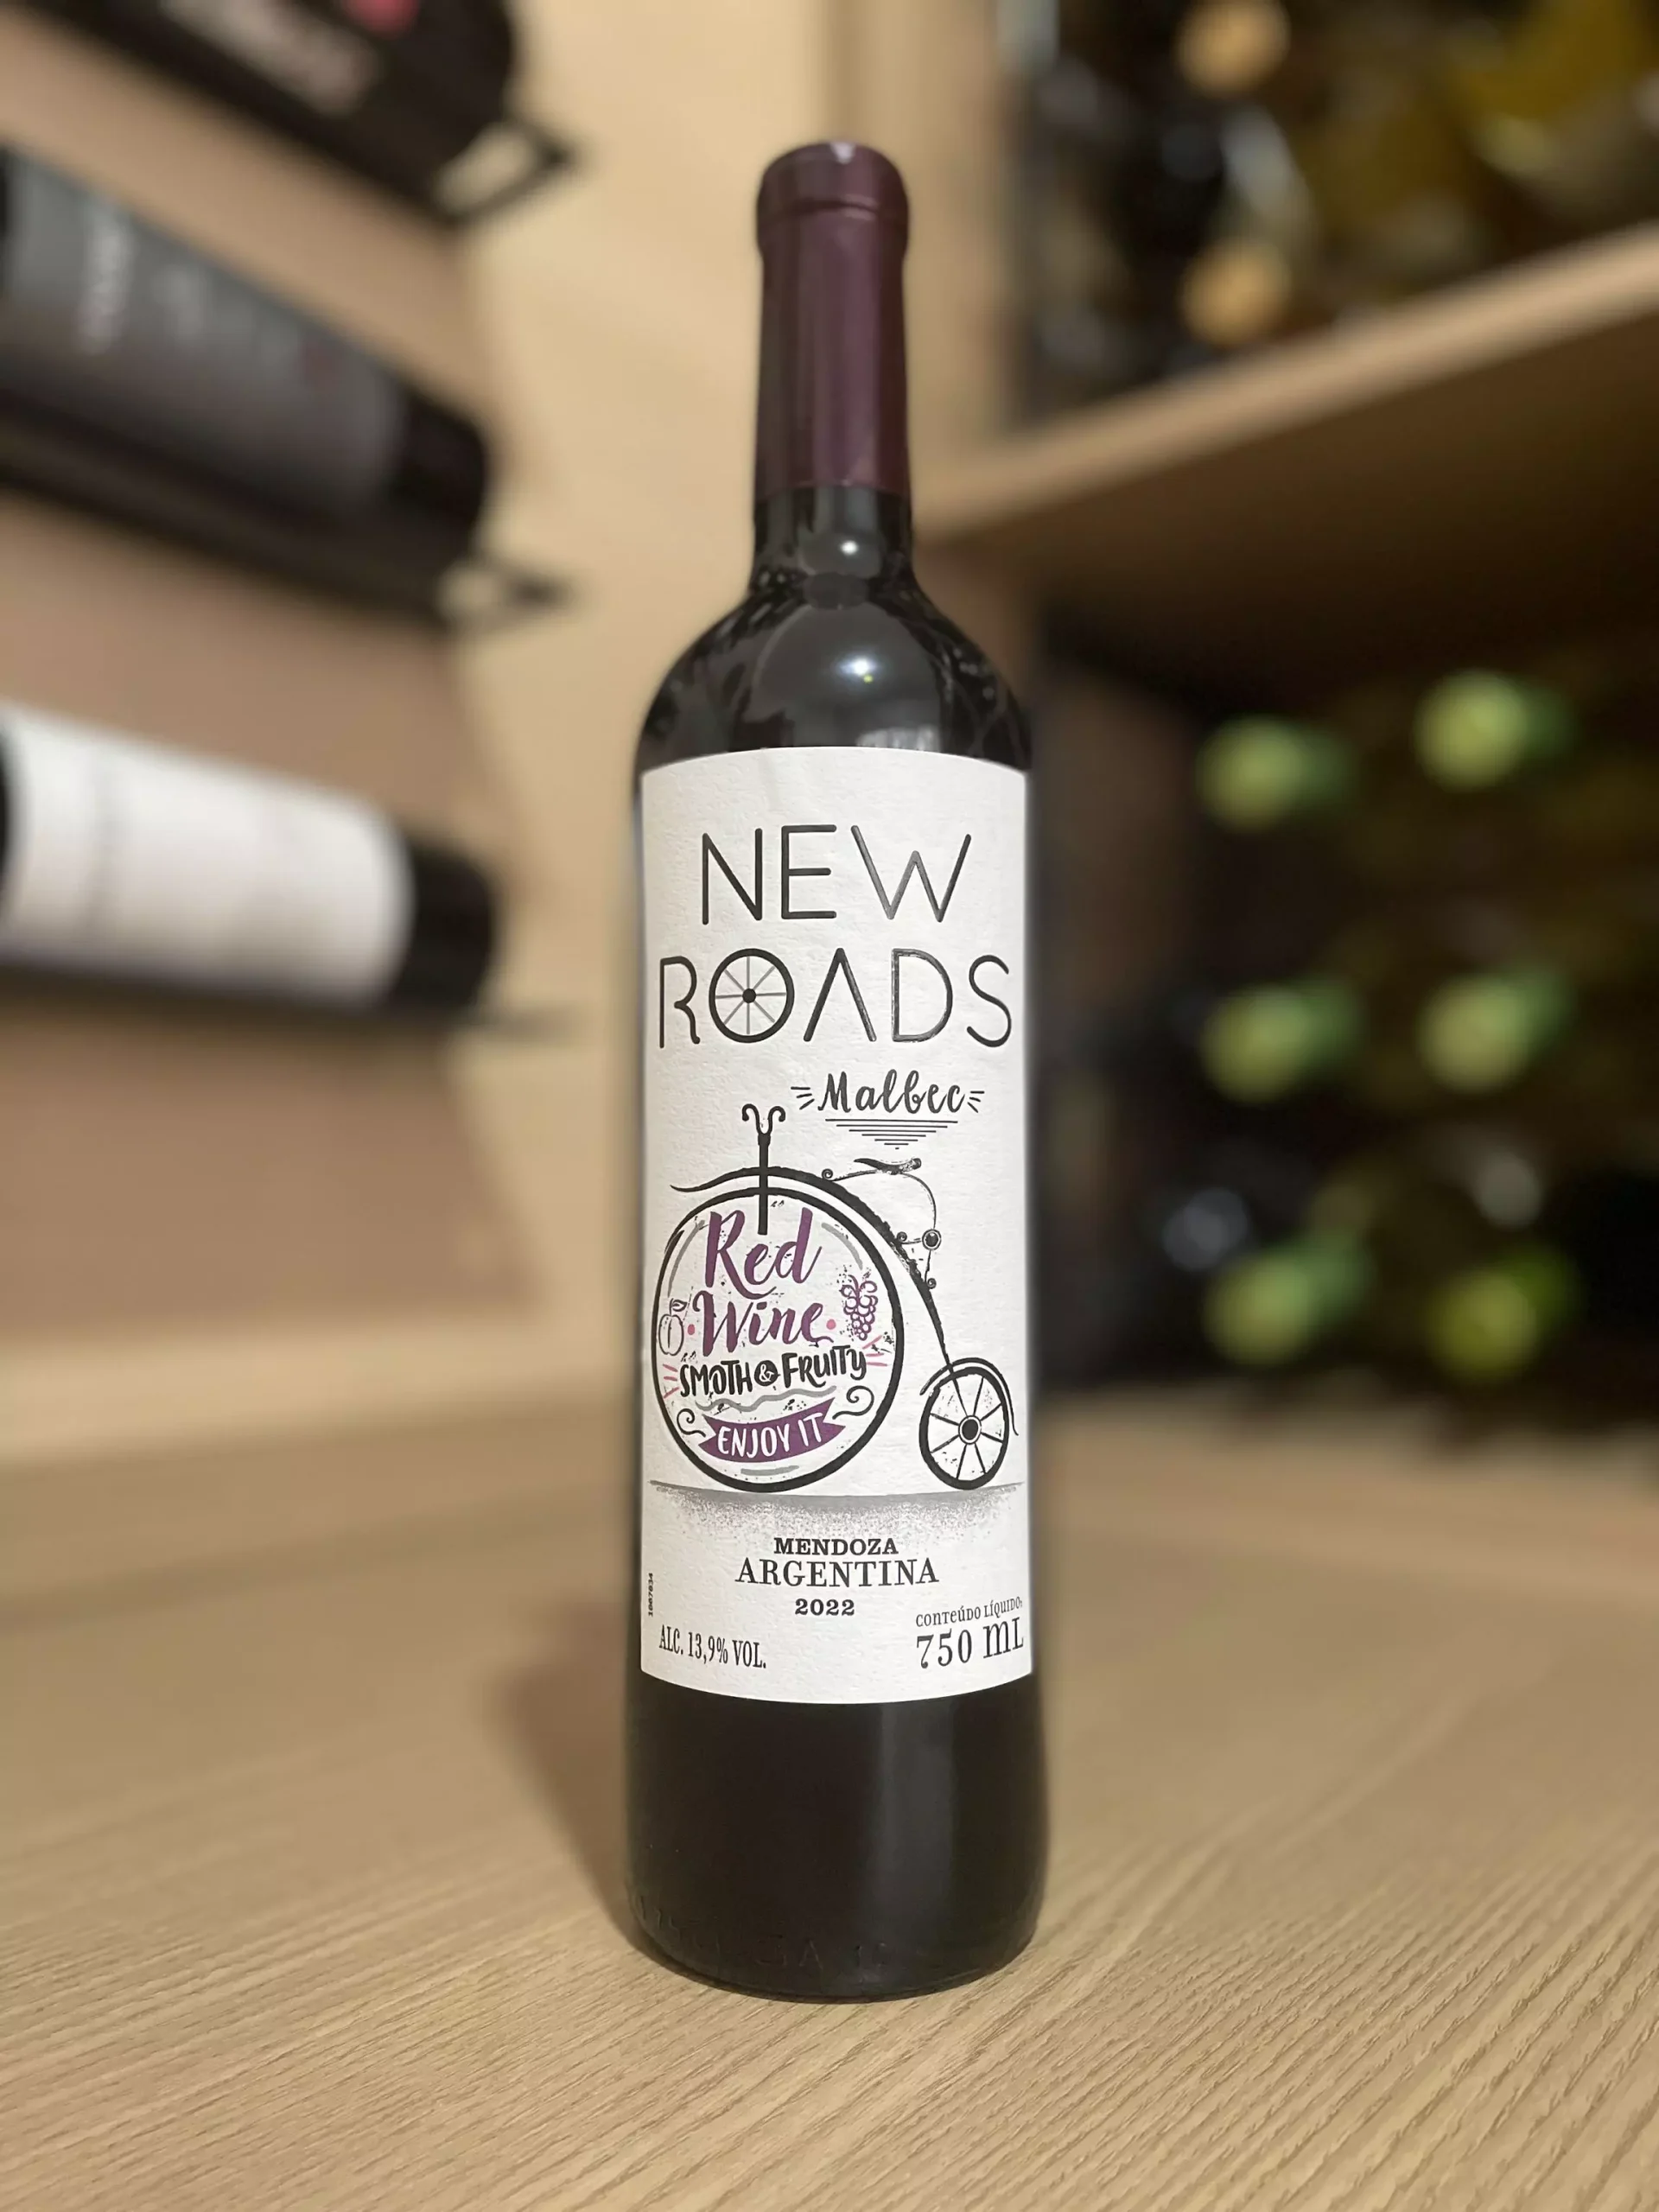 NEW
ROADS
Malbec
Red
Wine
SMOTH & FRUITY
ENJOY IT
MENDOZA
ARGENTINA
2022
1007034
ALC. 13,9% VOL.
CONTEÚDO LÍQUIDO:
750 mL